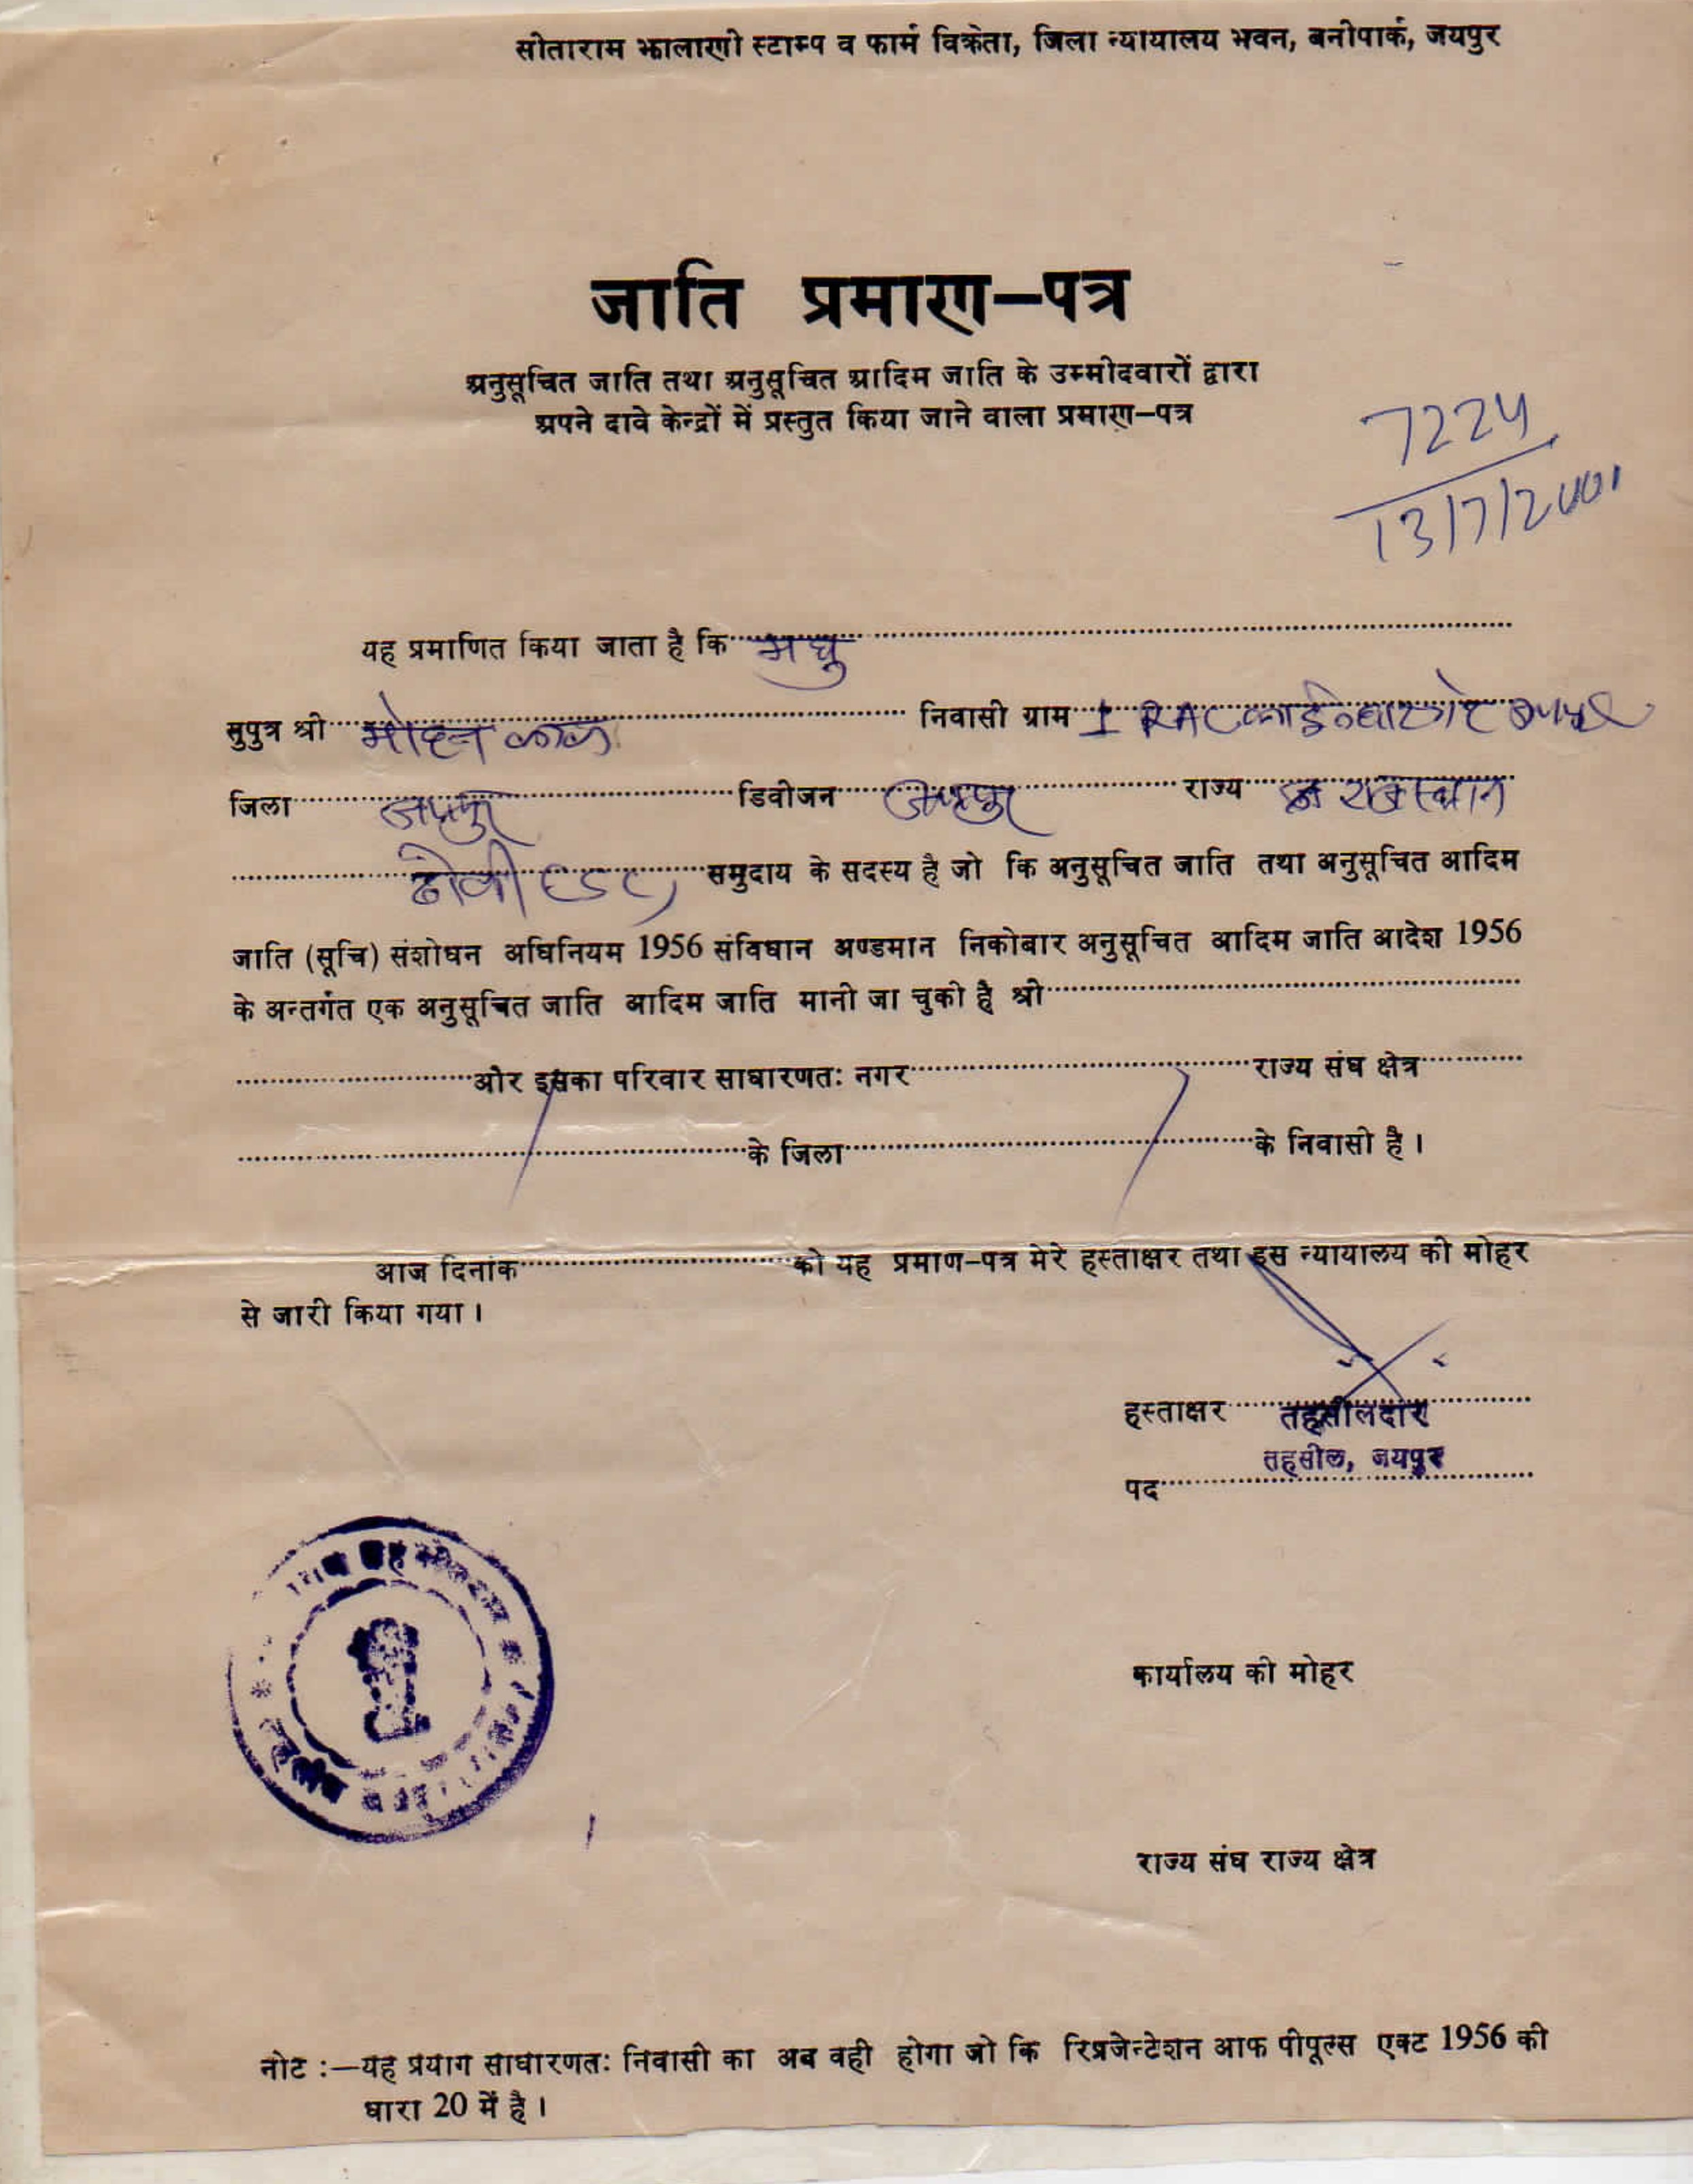 सीताराम झालाणी स्टाम्प व फार्म विक्रेता, जिला न्यायालय भवन, बनीपार्क, जयपुर
जाति प्रमाण-पत्र
अनुसूचित जाति तथा अनुसूचित आदिम जाति के उम्मीदवारों द्वारा
अपने दावे केन्द्रों में प्रस्तुत किया जाने वाला प्रमाण-पत्र
7224
13/7/2001
यह प्रमाणित किया जाता है कि मधु
सुपुत्र श्री मोहन लाल निवासी ग्राम I RAC
जिला जयपुर डिवीजन जयपुर राज्य राजस्थान
(SC) समुदाय के सदस्य है जो कि अनुसूचित जाति तथा अनुसूचित आदिम
जाति (सूचि) संशोधन अधिनियम 1956 संविधान अण्डमान निकोबार अनुसूचित आदिम जाति आदेश 1956
के अन्तर्गत एक अनुसूचित जाति आदिम जाति मानी जा चुकी है श्री
और इसका परिवार साधारणतः नगर राज्य संघ क्षेत्र
के जिला के निवासी है।
आज दिनांक को यह प्रमाण-पत्र मेरे हस्ताक्षर तथा इस न्यायालय की मोहर
से जारी किया गया।
हस्ताक्षर तहसीलदार
तहसील, जयपुर
पद
कार्यालय की मोहर
राज्य संघ राज्य क्षेत्र
नोट :—यह प्रयाग साधारणतः निवासी का अब वही होगा जो कि रिप्रजेन्टेशन आफ पीपूल्स एक्ट 1956 की
धारा 20 में है।